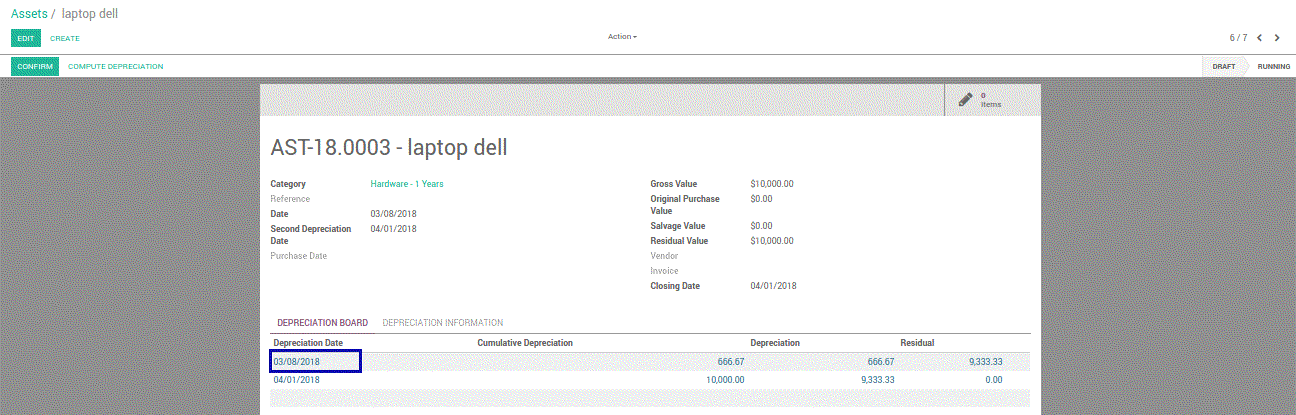 Assets / laptop dell
EDIT CREATE Action 6 / 7
CONFIRM COMPUTE DEPRECIATION DRAFT RUNNING
0
Items
AST-18.0003 - laptop dell
Category Hardware - 1 Years Gross Value $10,000.00
Reference Original Purchase Value $0.00
Date 03/08/2018
Second Depreciation Date 04/01/2018 Salvage Value $0.00
Residual Value $10,000.00
Purchase Date Vendor
Invoice
Closing Date 04/01/2018
DEPRECIATION BOARD DEPRECIATION INFORMATION
Depreciation Date Cumulative Depreciation Depreciation Residual
03/08/2018 666.67 666.67 9,333.33
04/01/2018 10,000.00 9,333.33 0.00